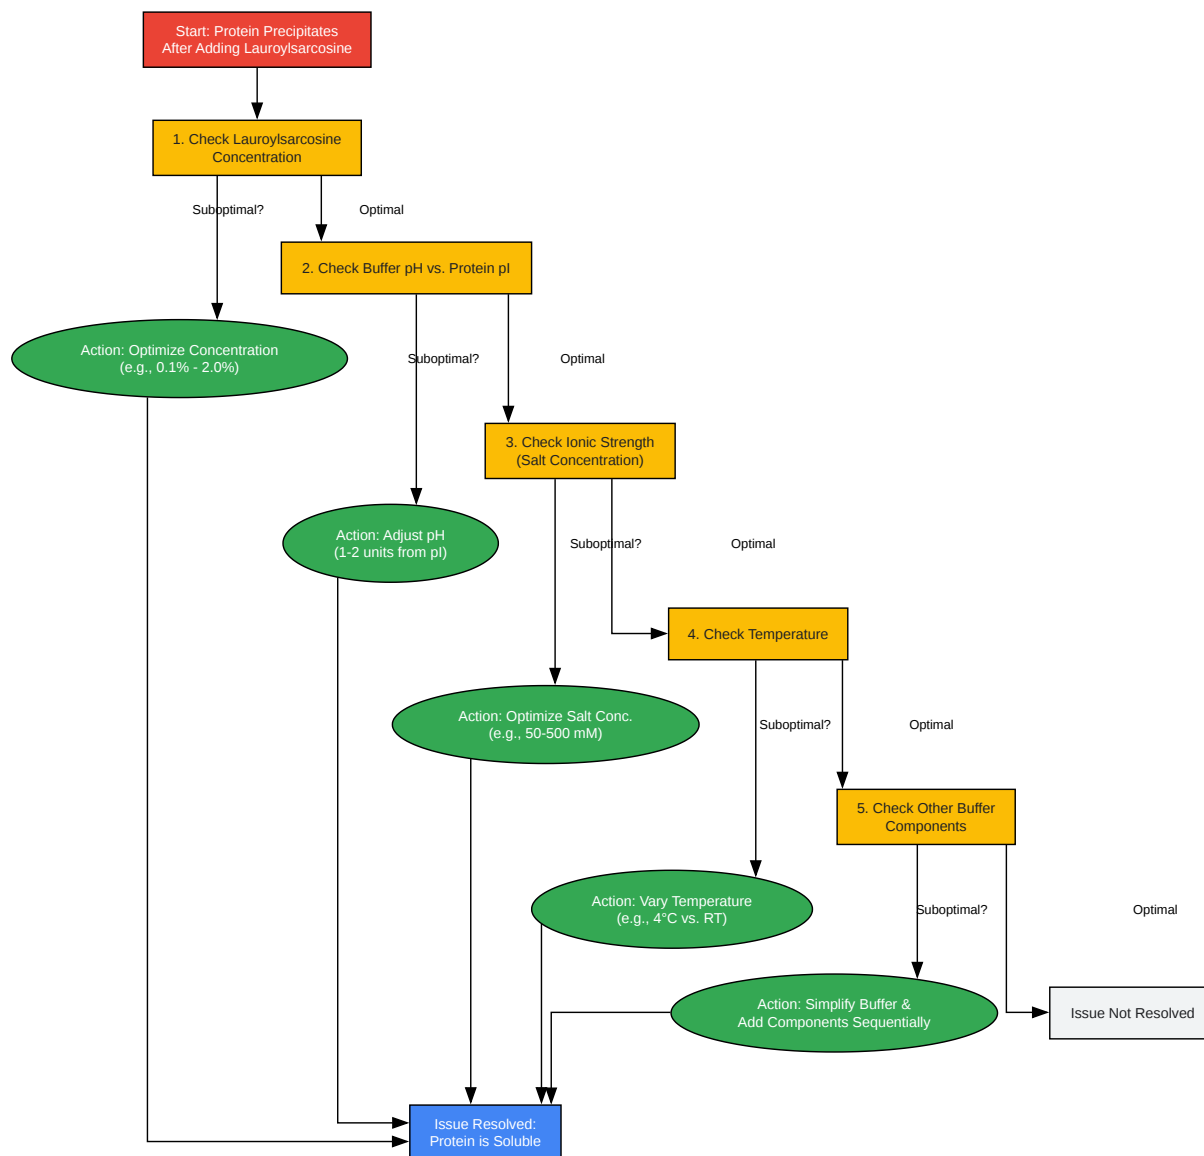 Start: Protein Precipitates
After Adding Lauroylsarcosine
1. Check Lauroylsarcosine
Concentration
Suboptimal?
Optimal
2. Check Buffer pH vs. Protein pI
Action: Optimize Concentration
(e.g., 0.1% - 2.0%)
Suboptimal?
Optimal
3. Check Ionic Strength
(Salt Concentration)
Action: Adjust pH
(1-2 units from pI)
Suboptimal?
Optimal
4. Check Temperature
Action: Optimize Salt Conc.
(e.g., 50-500 mM)
Suboptimal?
Optimal
5. Check Other Buffer
Components
Action: Vary Temperature
(e.g., 4°C vs. RT)
Suboptimal?
Optimal
Action: Simplify Buffer &
Add Components Sequentially
Issue Not Resolved
Issue Resolved:
Protein is Soluble